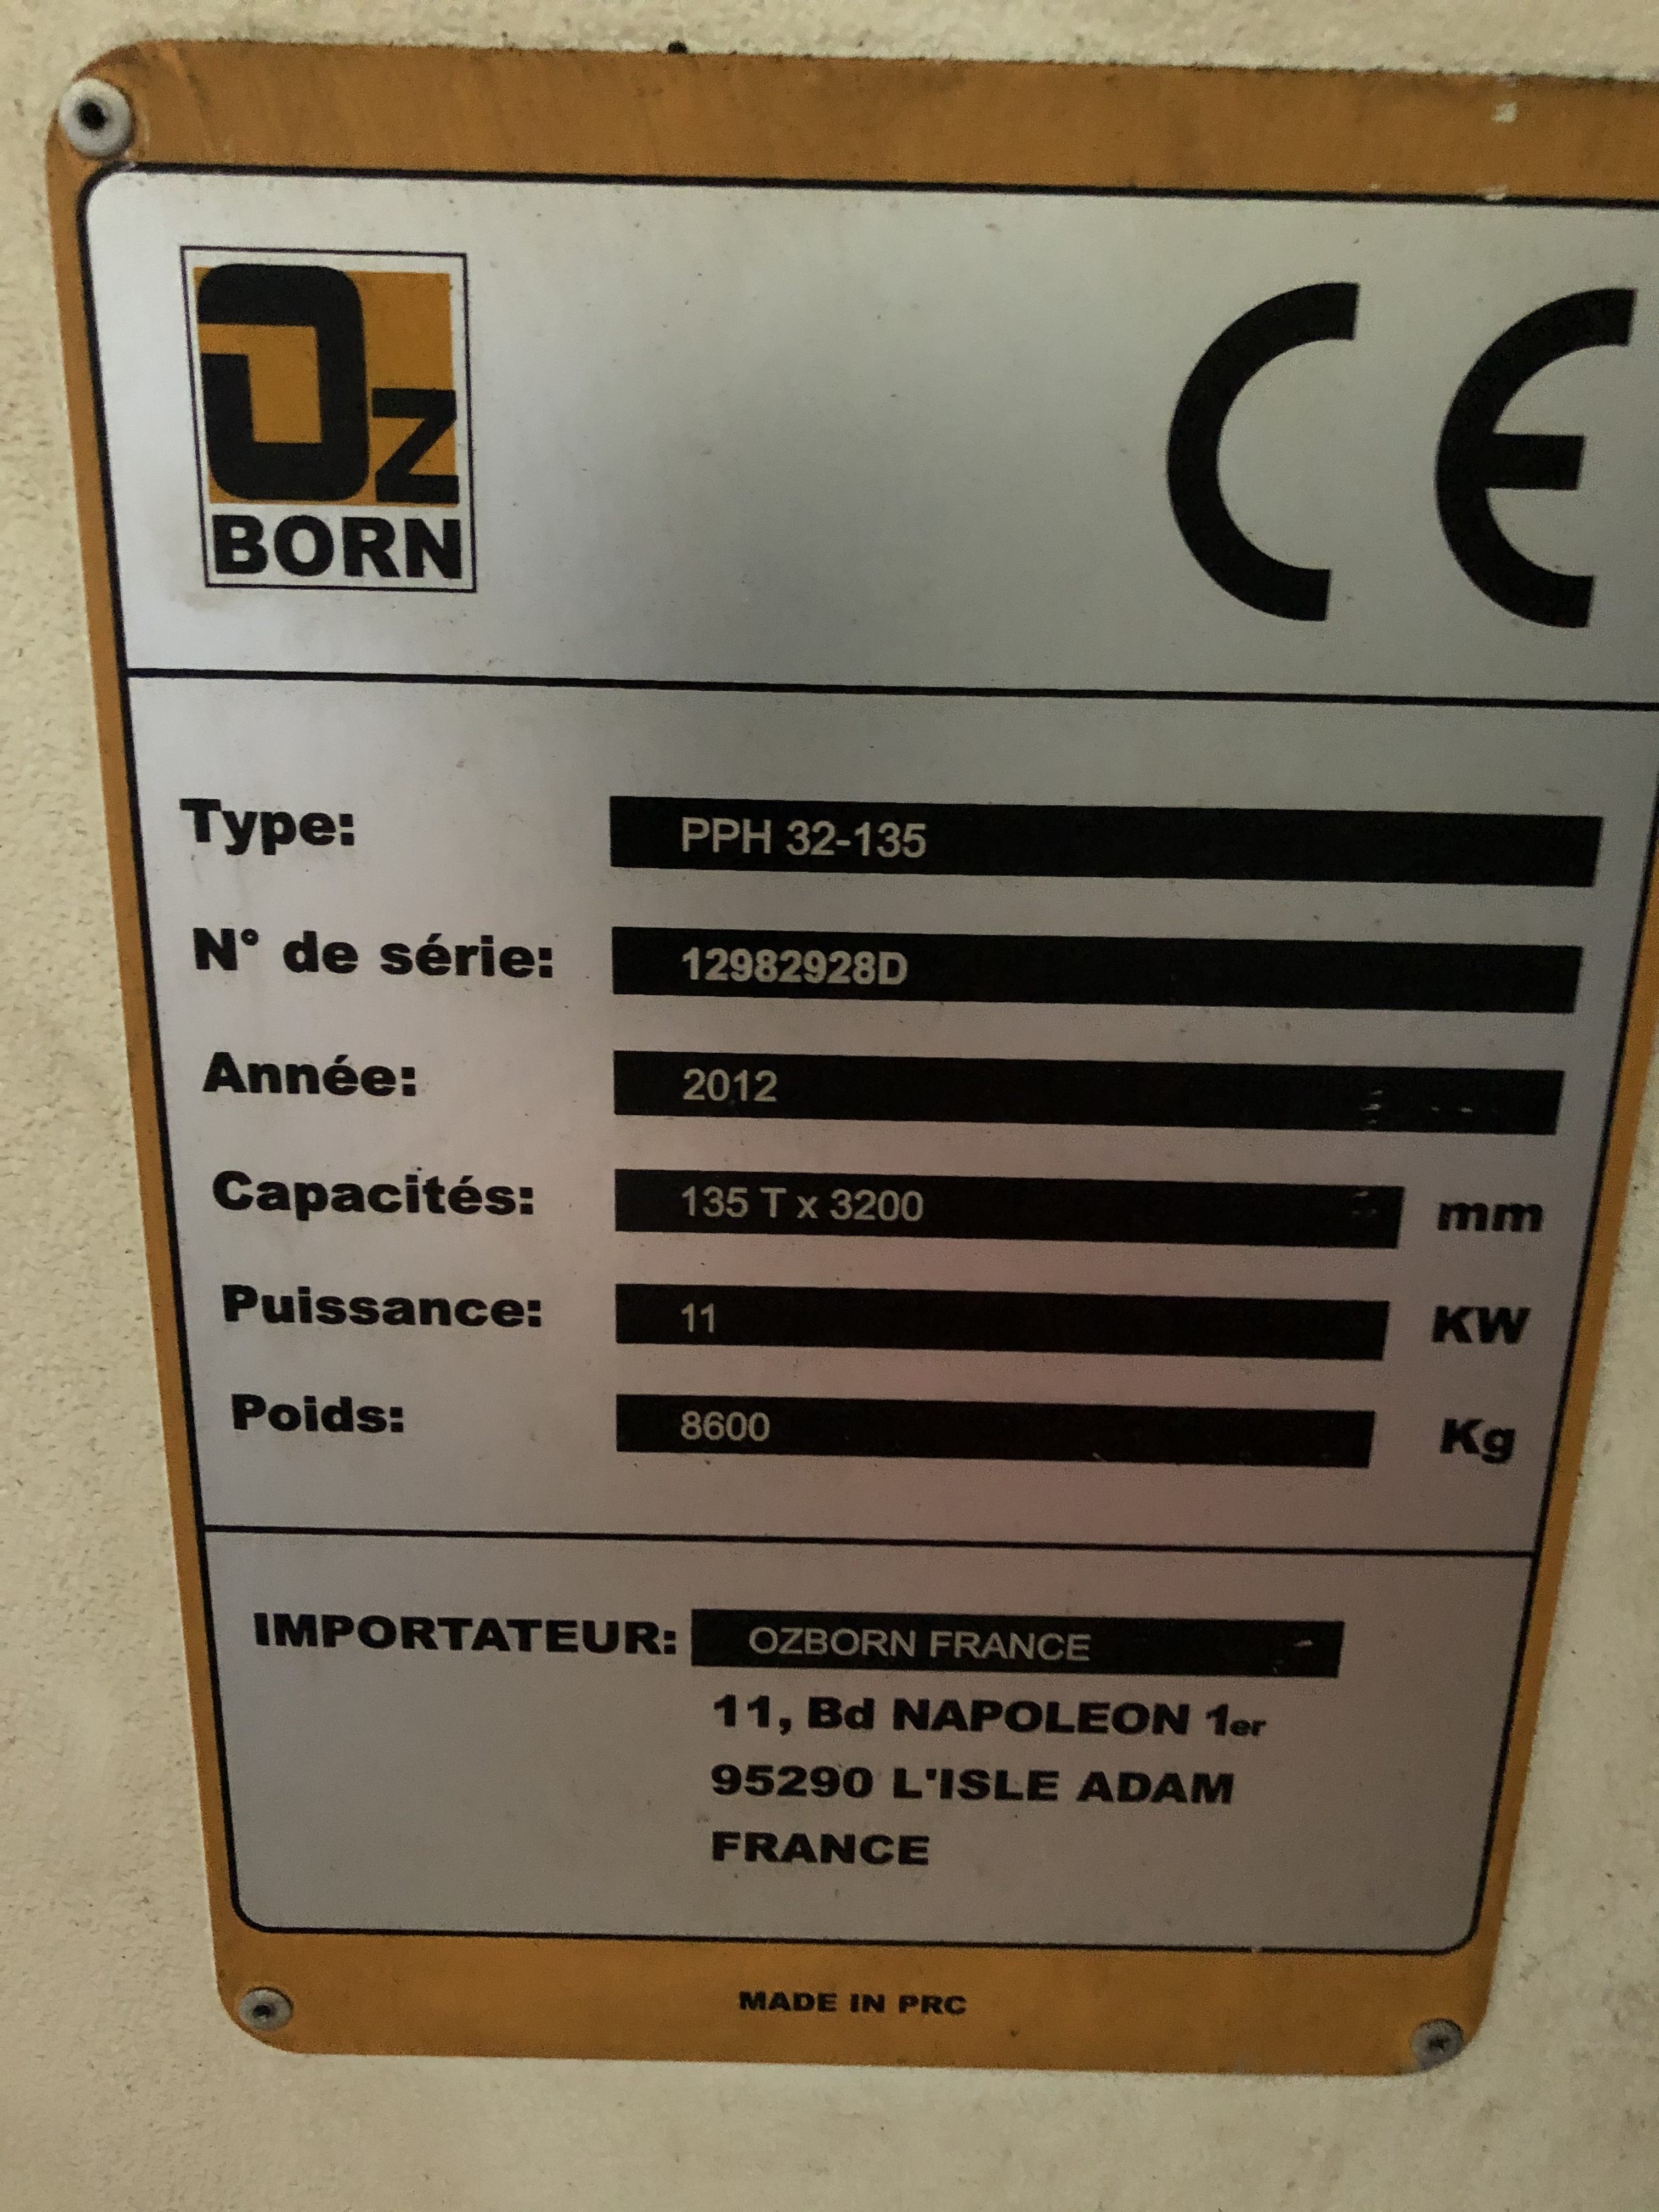 Oz
BORN
CE
Type: PPH 32-135
N° de série: 12982928D
Année: 2012
Capacités: 135 T x 3200 mm
Puissance: 11 KW
Poids: 8600 Kg
IMPORTATEUR: OZBORN FRANCE
11, Bd NAPOLEON 1er
95290 L'ISLE ADAM
FRANCE
MADE IN PRC